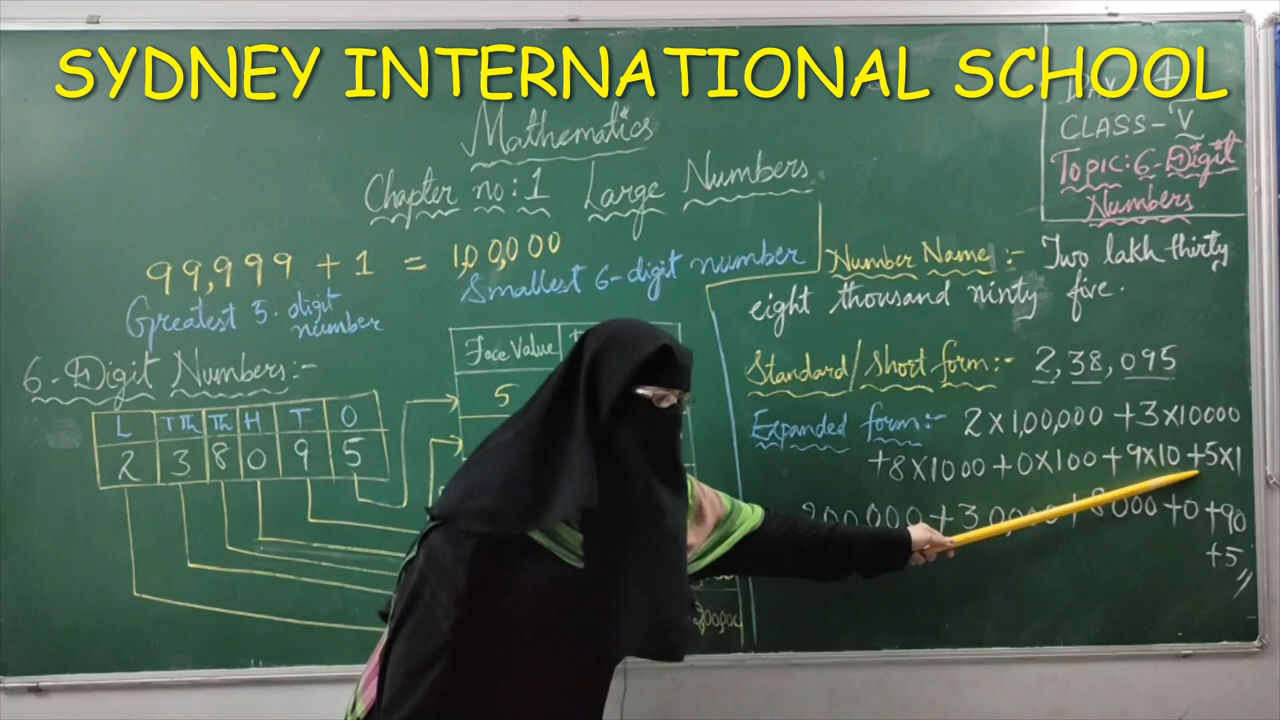 SYDNEY INTERNATIONAL SCHOOL
DAY - 4
CLASS - V
Topic: 6-Digit
Numbers
Mathematics
Chapter no: 1 Large Numbers
99,999 + 1 = 1,00,000
Greatest 5-digit
number
Smallest 6-digit number
6-Digit Numbers:-
L T Th Th H T O
2 3 8 0 9 5
Face Value
5
Number Name :- Two lakh thirty
eight thousand ninty five.
Standard/Short form:- 2,38,095
Expanded form:- 2×1,00,000 +3×10000
+8×1000+0×100+9×10+5×1
+8000 +0 +90
+5